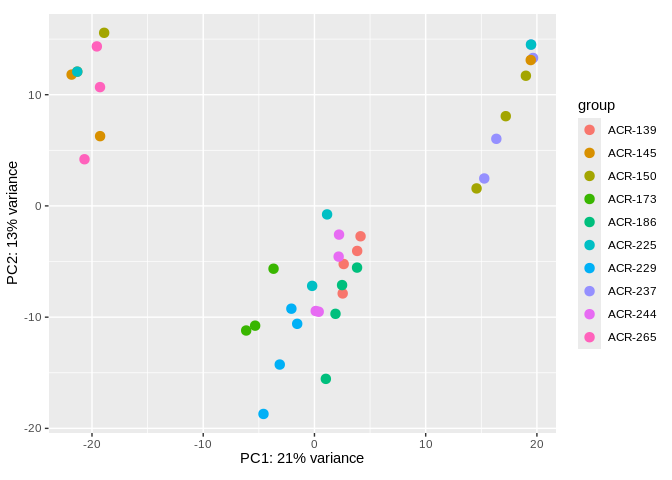 group
ACR-139
ACR-145
ACR-150
ACR-173
ACR-186
ACR-225
ACR-229
ACR-237
ACR-244
ACR-265
PC2: 13% variance
10
0
-10
-20
-20 -10 0 10 20
PC1: 21% variance